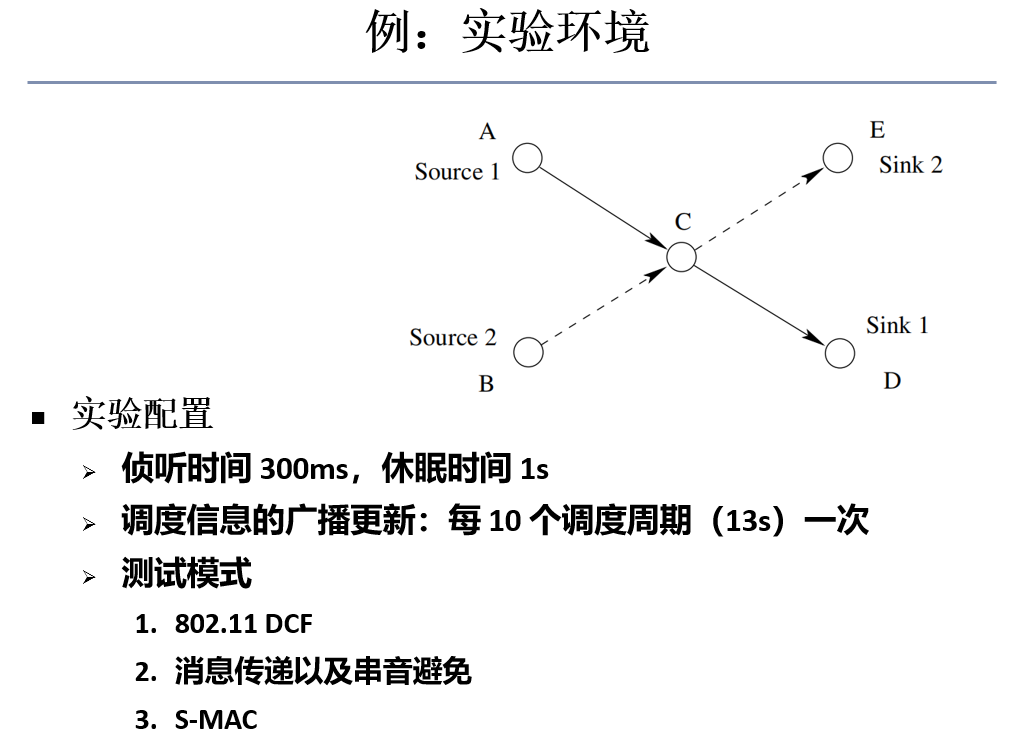 例：实验环境
A
Source 1
E
Sink 2
C
Source 2
B
Sink 1
D
■ 实验配置
➢ 侦听时间 300ms，休眠时间 1s
➢ 调度信息的广播更新：每 10 个调度周期（13s）一次
➢ 测试模式
1. 802.11 DCF
2. 消息传递以及串音避免
3. S-MAC